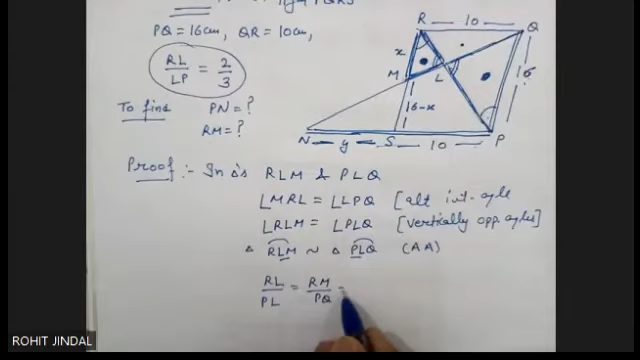 PQRS
PQ = 16cm, QR = 10cm,
RL/LP = 2/3
To find PN = ?
RM = ?
R — 10 — Q
x
M
L
16
16-x
N — y — S — 10 — P
Proof :- In Δs RLM & PLQ
∠MRL = ∠LPQ [alt int. angle
∠RLM = ∠PLQ [vertically opp. angles]
Δ RLM ~ Δ PLQ (AA)
RL/PL = RM/PQ =
ROHIT JINDAL